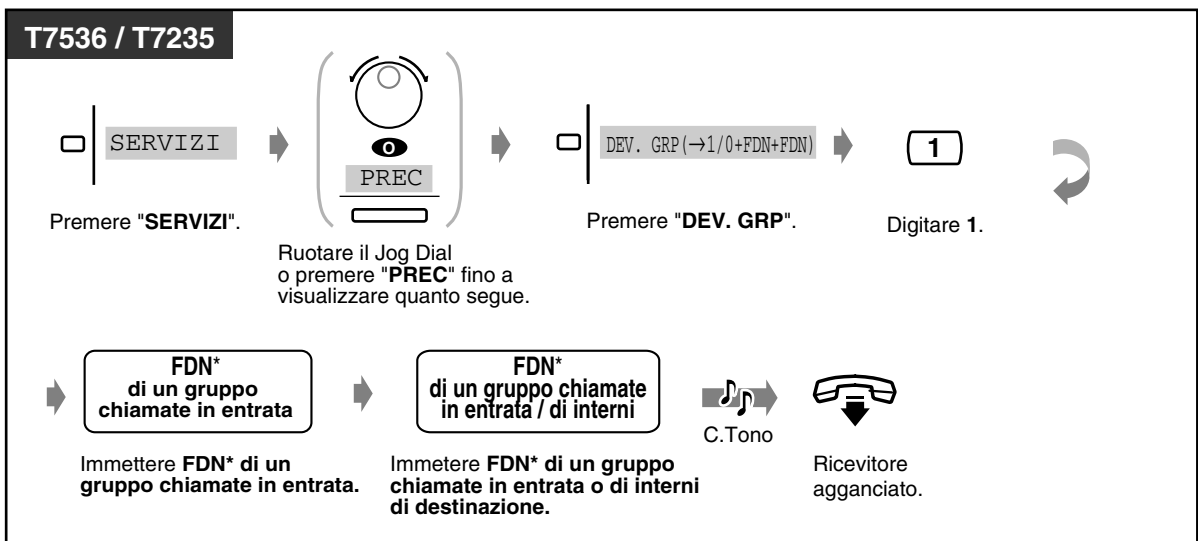 T7536 / T7235
SERVIZI
PREC
DEV. GRP(→1/0+FDN+FDN)
1
Premere "SERVIZI".
Ruotare il Jog Dial
o premere "PREC" fino a
visualizzare quanto segue.
Premere "DEV. GRP".
Digitare 1.
FDN*
di un gruppo
chiamate in entrata
FDN*
di un gruppo chiamate
in entrata / di interni
C.Tono
Immettere FDN* di un
gruppo chiamate in entrata.
Immetere FDN* di un gruppo
chiamate in entrata o di interni
di destinazione.
Ricevitore
agganciato.